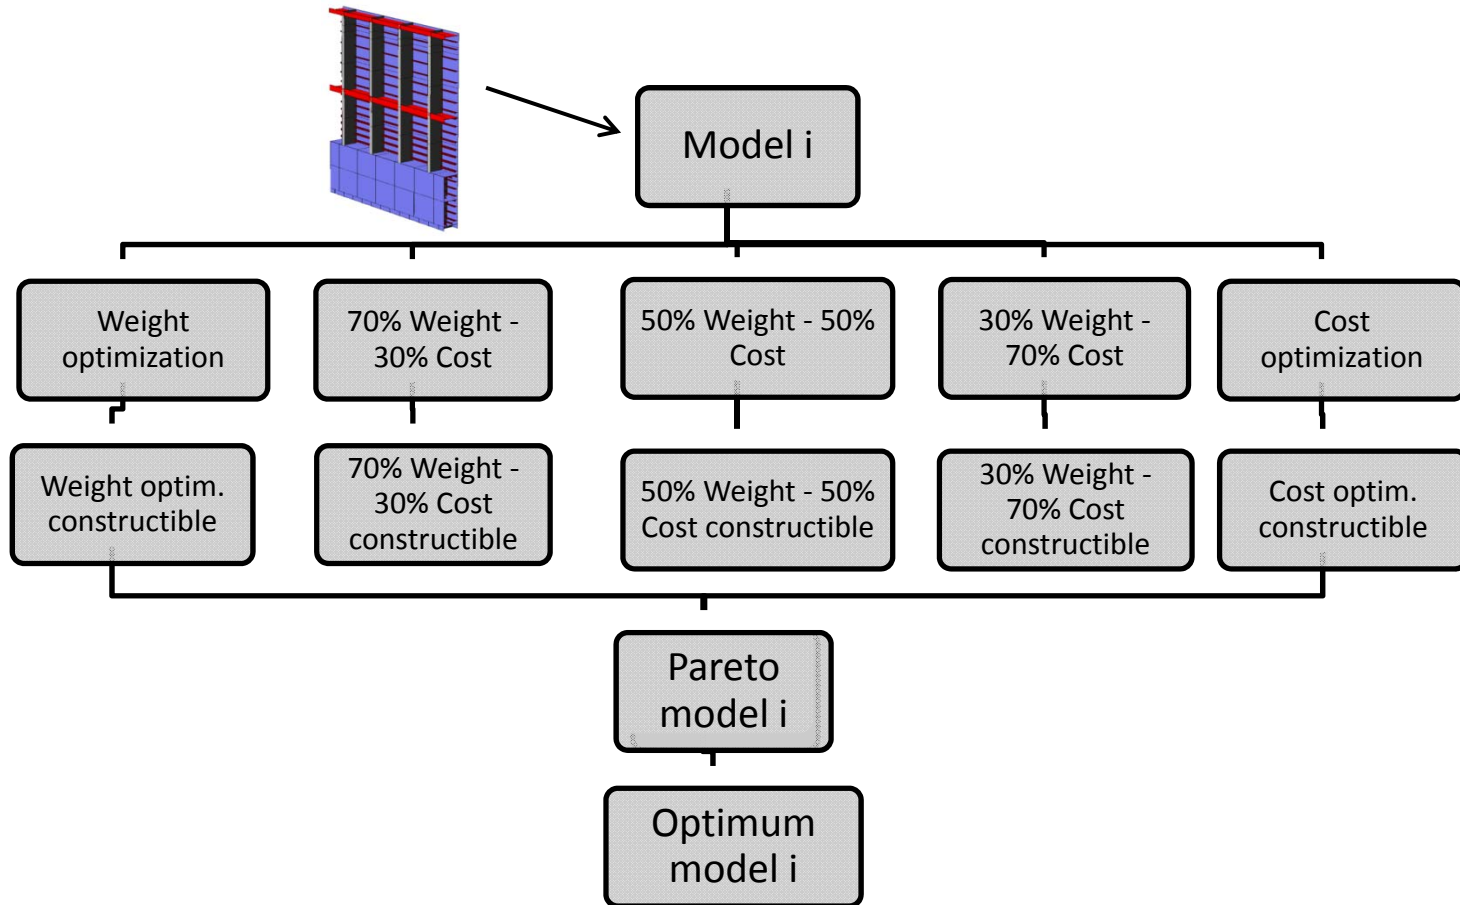 Model i
Weight
optimization
70% Weight -
30% Cost
50% Weight - 50%
Cost
30% Weight -
70% Cost
Cost
optimization
Weight optim.
constructible
70% Weight -
30% Cost
constructible
50% Weight - 50%
Cost constructible
30% Weight -
70% Cost
constructible
Cost optim.
constructible
Pareto
model i
Optimum
model i